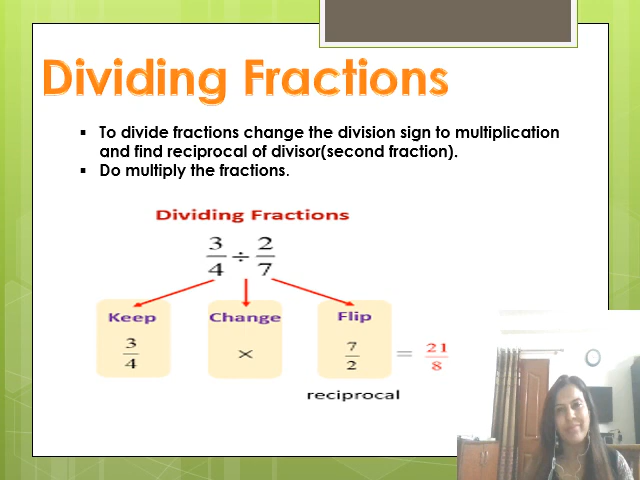 Dividing Fractions
▪ To divide fractions change the division sign to multiplication
and find reciprocal of divisor(second fraction).
▪ Do multiply the fractions.
Dividing Fractions
3/4 ÷ 2/7
Keep Change Flip
3/4 × 7/2 = 21/8
reciprocal